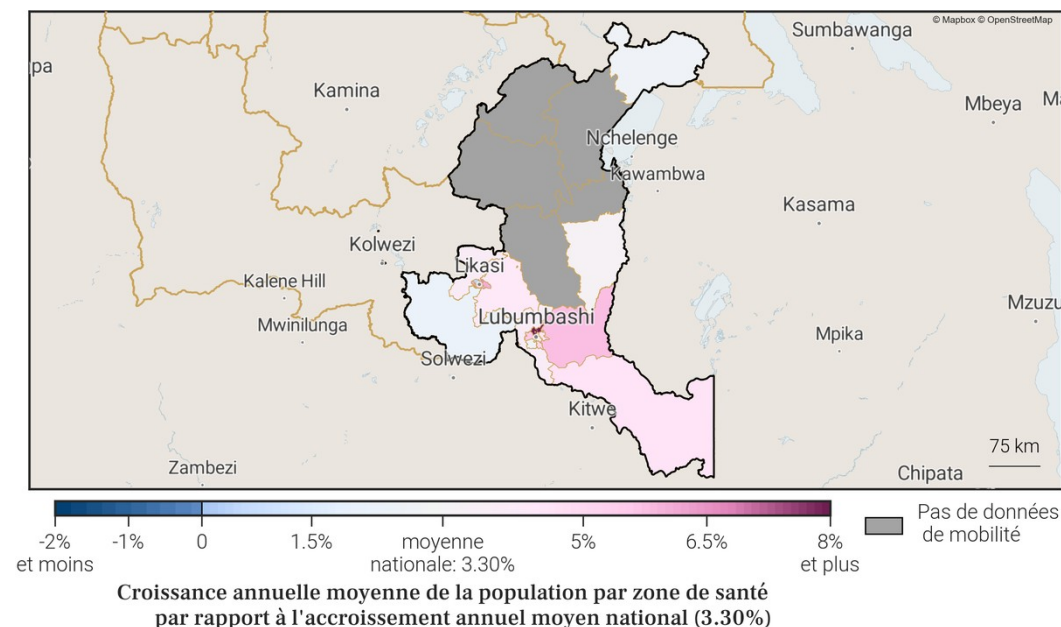 © Mapbox © OpenStreetMap
Sumbawanga
pa
Kamina
Mbeya
Nchelenge
Kawambwa
Kasama
Kolwezi
Likasi
Kalene Hill
Mwinilunga
Lubumbashi
Mpika
Mzuzu
Solwezi
Kitwe
75 km
Zambezi
Chipata
-2%
et moins
-1%
0
1.5%
moyenne
nationale: 3.30%
5%
6.5%
8%
et plus
Pas de données
de mobilité
Croissance annuelle moyenne de la population par zone de santé
par rapport à l'accroissement annuel moyen national (3.30%)